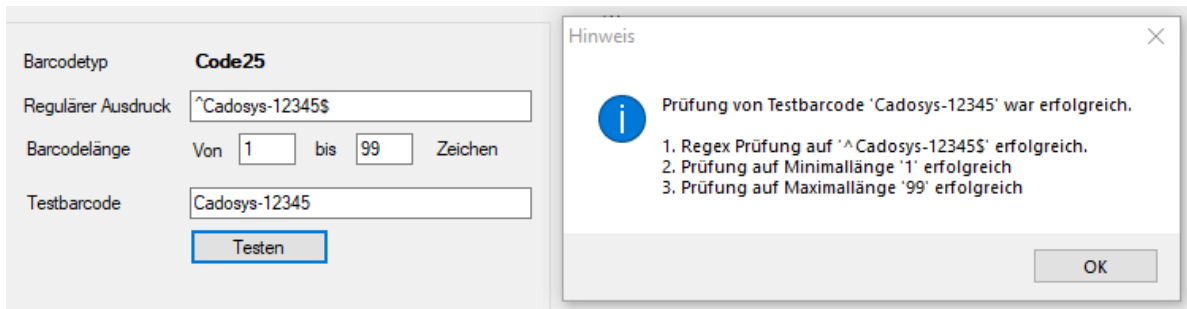 Barcodetyp Code25
Regulärer Ausdruck ^Cadosys-12345$
Barcodelänge Von 1 bis 99 Zeichen
Testbarcode Cadosys-12345
Testen
Hinweis
Prüfung von Testbarcode 'Cadosys-12345' war erfolgreich.
1. Regex Prüfung auf '^Cadosys-12345$' erfolgreich.
2. Prüfung auf Minimallänge '1' erfolgreich
3. Prüfung auf Maximallänge '99' erfolgreich
OK